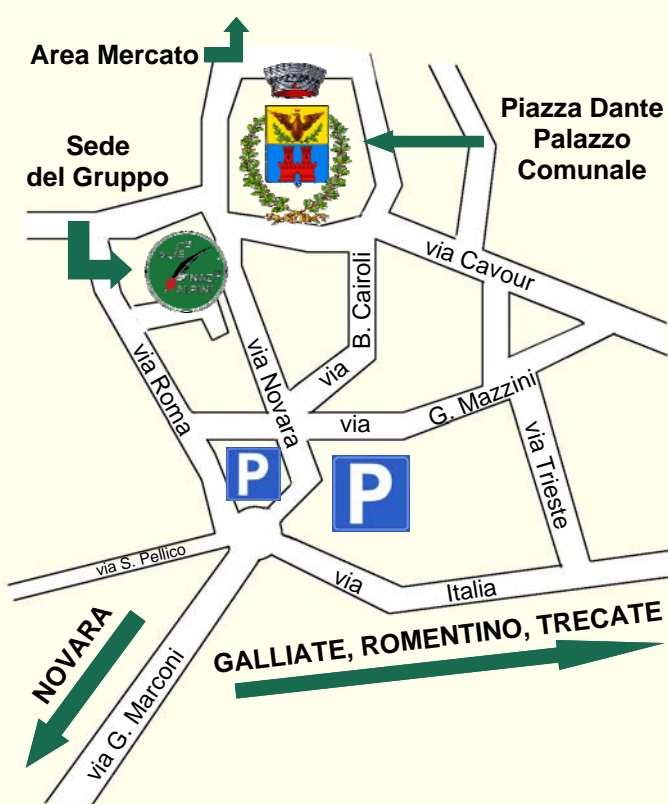 Area Mercato
Piazza Dante
Palazzo
Comunale
Sede
del Gruppo
via Cavour
via B. Cairoli
via Roma
via Novara
via G. Mazzini
via Trieste
P
P
via S. Pellico
via Italia
NOVARA
GALLIATE, ROMENTINO, TRECATE
via G. Marconi